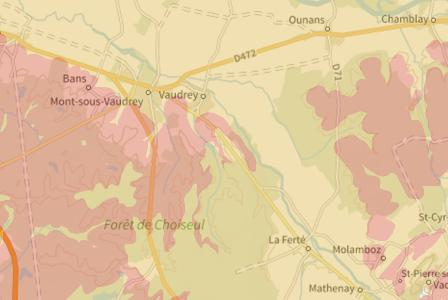 Ounans
Chamblay
D472
D71
Bans
Mont-sous-Vaudrey
Vaudrey
Forêt de Choiseul
St-Cyr
La Ferté
Molamboz
St-Pierre-s
Vas
Mathenay